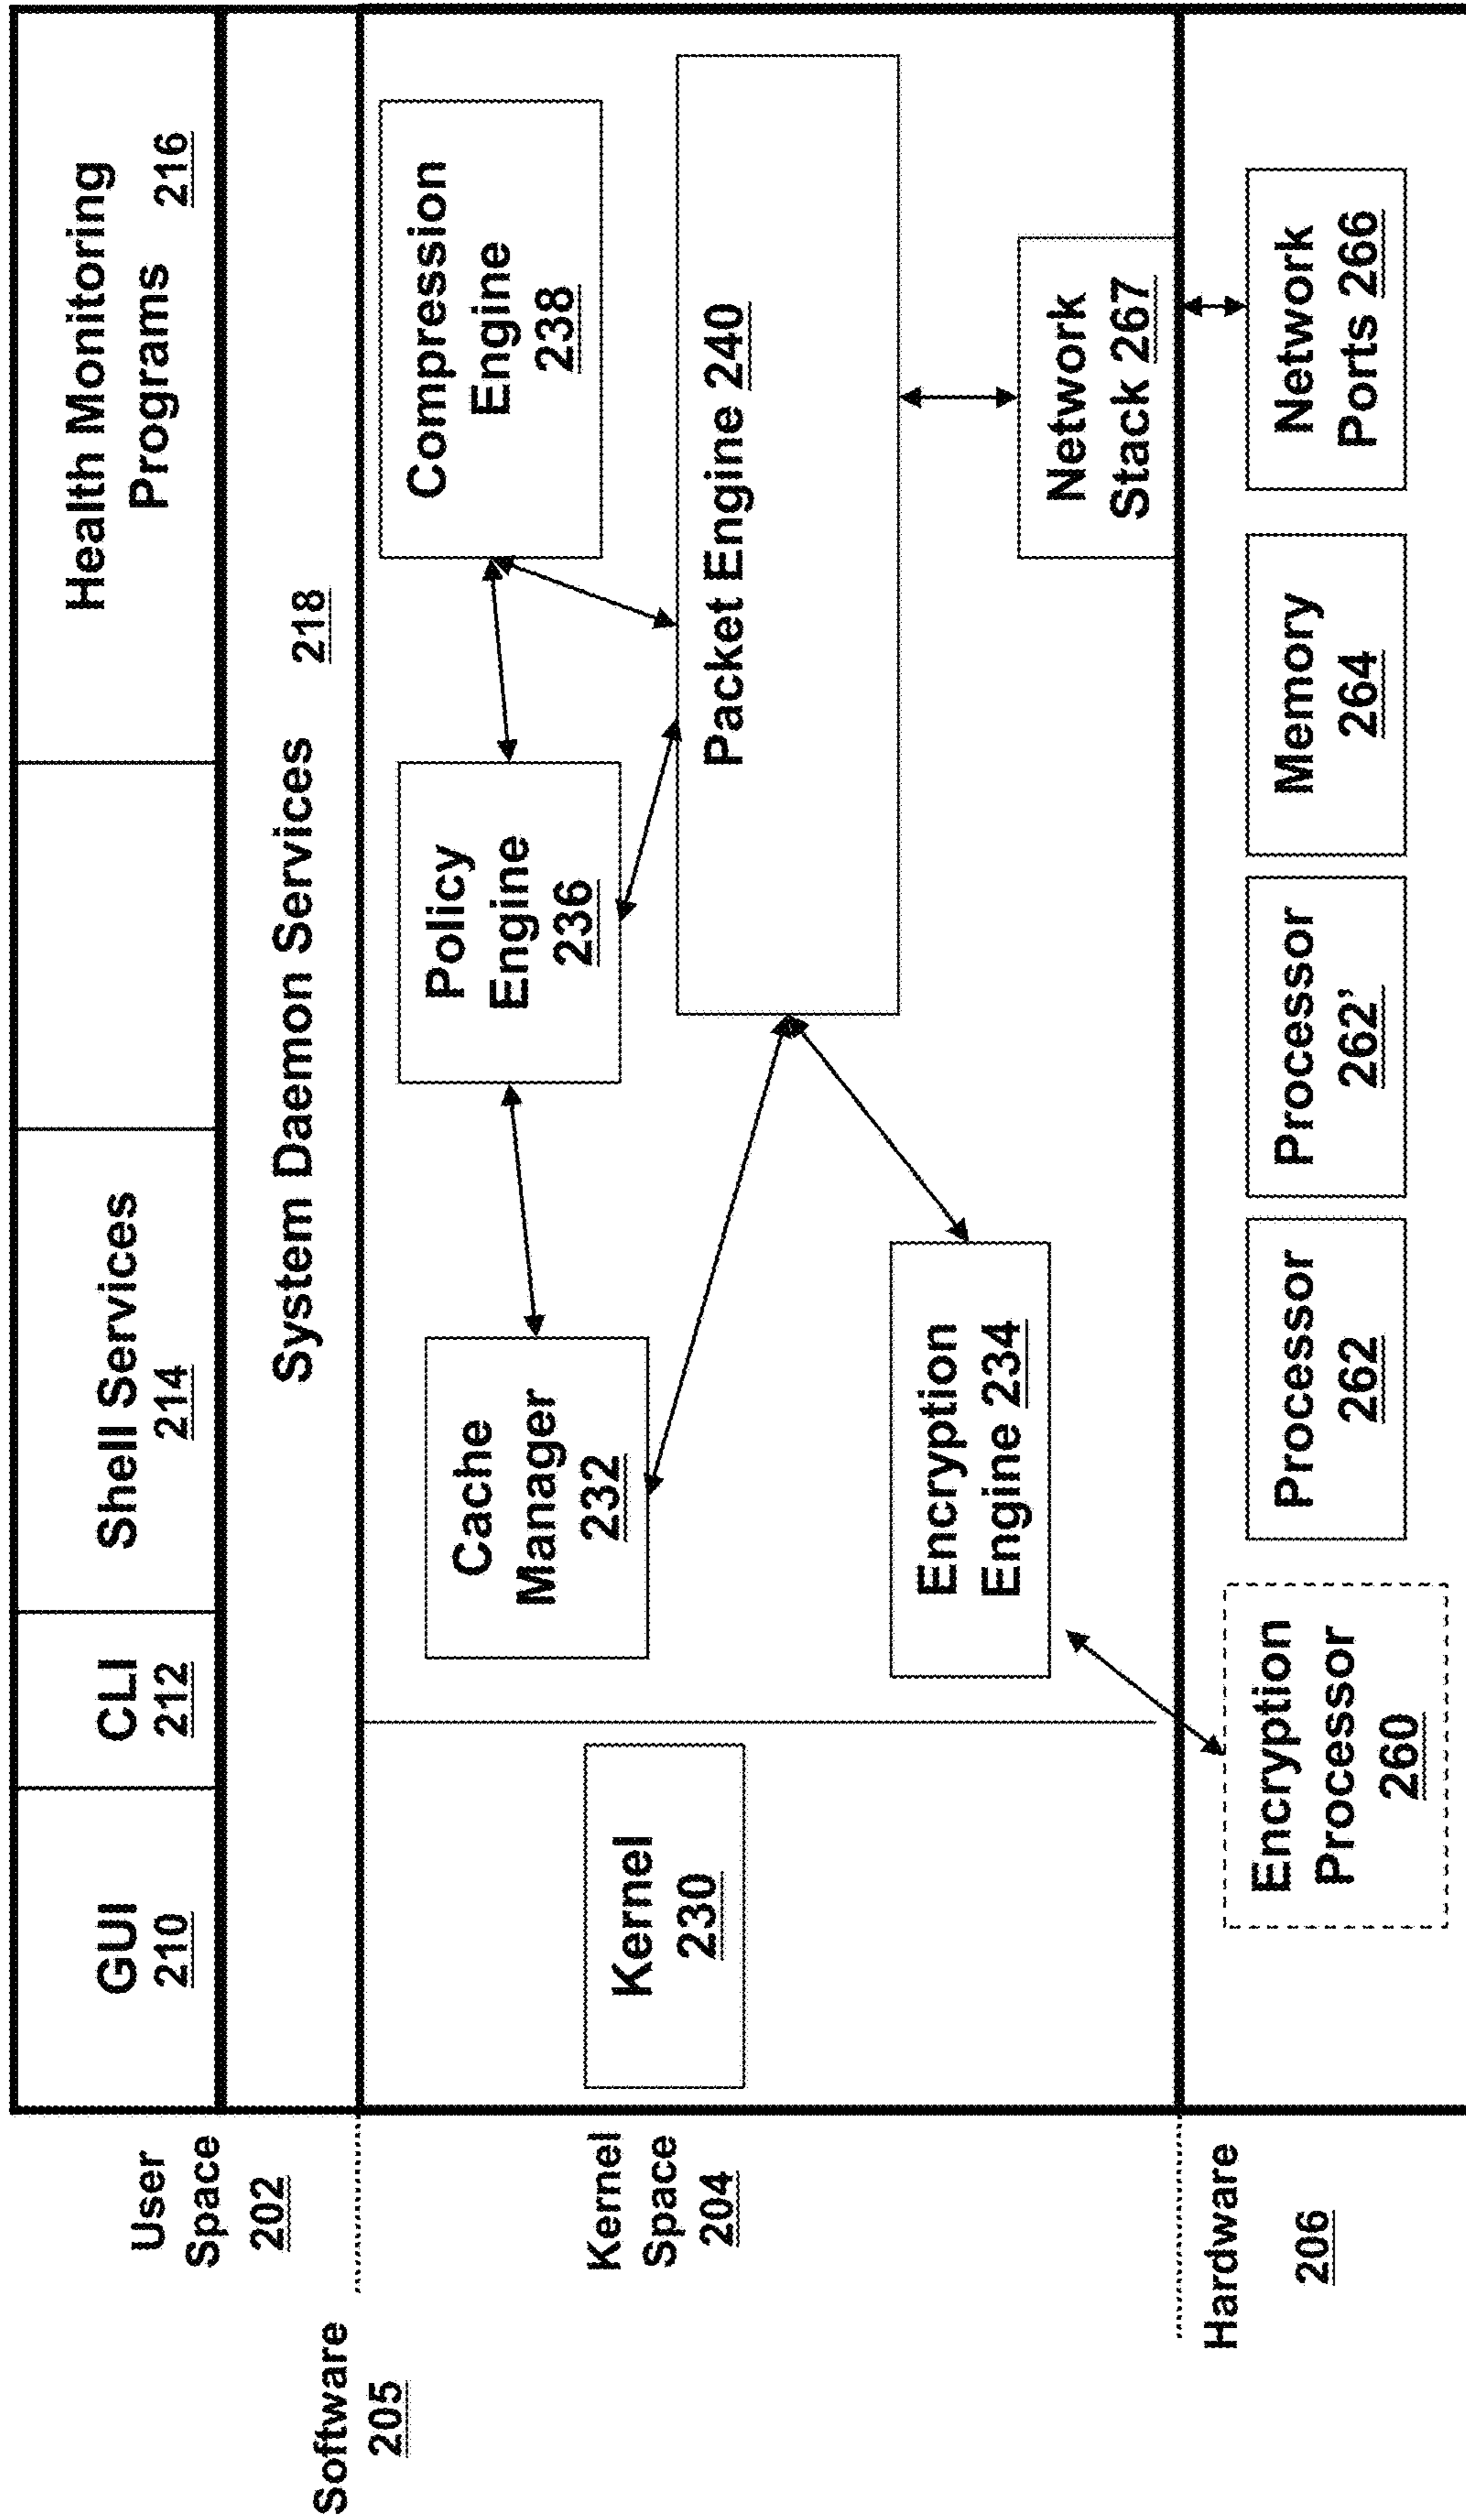 User
Space
202
GUI
210
CLI
212
Shell Services
214
Health Monitoring
Programs 216
System Daemon Services 218
Software
205
Kernel
Space
204
Kernel
230
Cache
Manager
232
Policy
Engine
236
Compression
Engine
238
Packet Engine 240
Encryption
Engine 234
Network
Stack 267
Hardware
206
Encryption
Processor
260
Processor
262
Processor
262’
Memory
264
Network
Ports 266